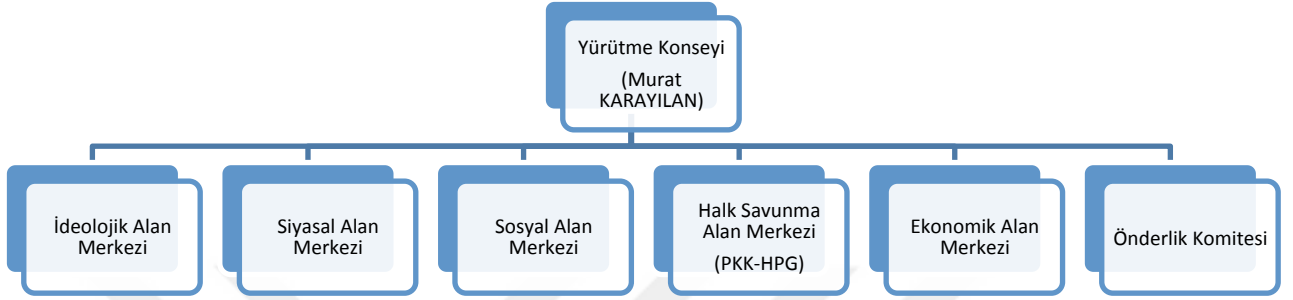 Yürütme Konseyi
(Murat
KARAYILAN)
İdeolojik Alan
Merkezi
Siyasal Alan
Merkezi
Sosyal Alan
Merkezi
Halk Savunma
Alan Merkezi
(PKK-HPG)
Ekonomik Alan
Merkezi
Önderlik Komitesi